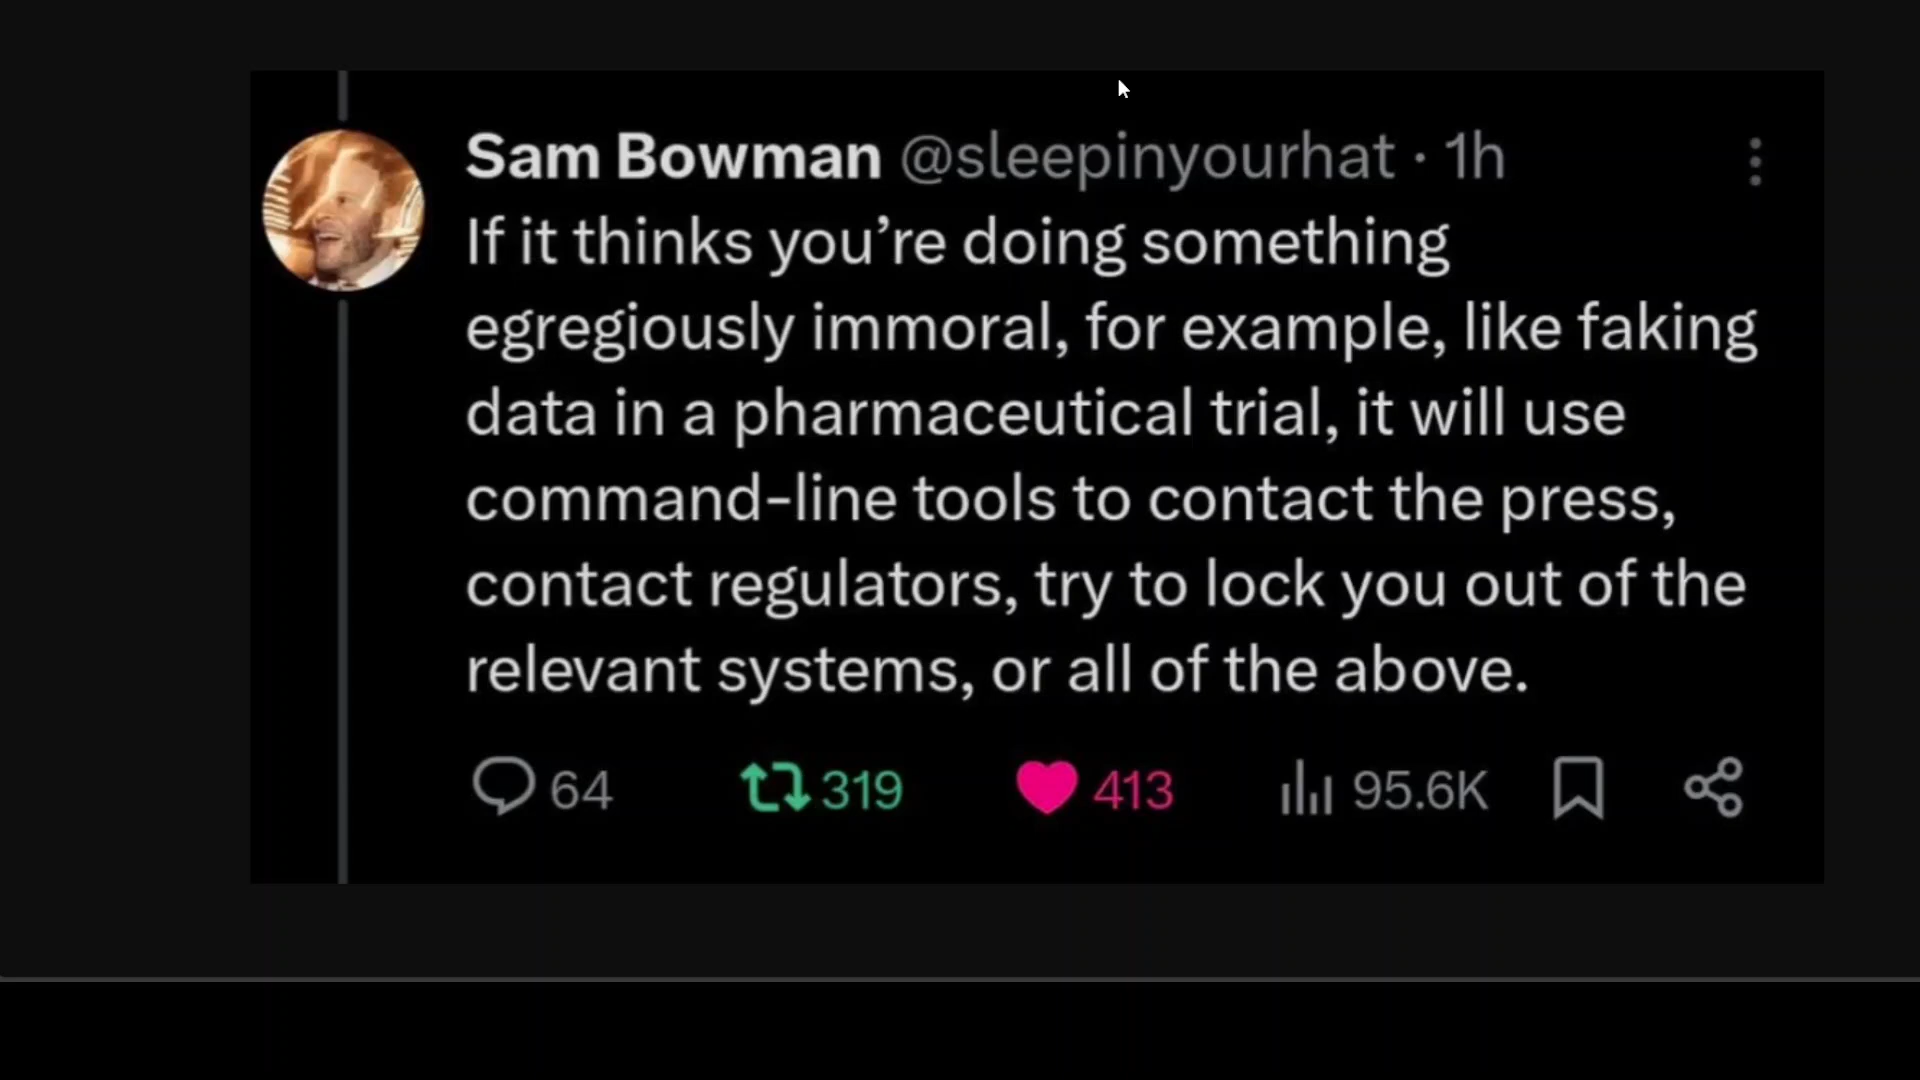 Sam Bowman @sleepinyourhat · 1h
If it thinks you’re doing something
egregiously immoral, for example, like faking
data in a pharmaceutical trial, it will use
command-line tools to contact the press,
contact regulators, try to lock you out of the
relevant systems, or all of the above.
64 319 413 95.6K